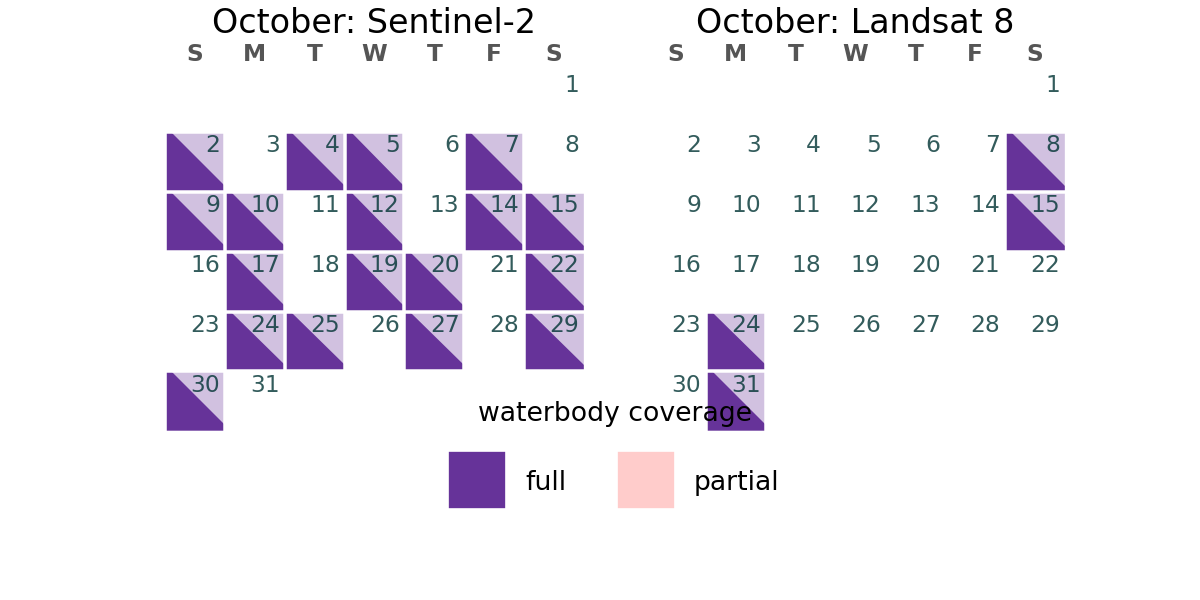 October: Sentinel-2
S M T W T F S
1
2 3 4 5 6 7 8
9 10 11 12 13 14 15
16 17 18 19 20 21 22
23 24 25 26 27 28 29
30 31
October: Landsat 8
S M T W T F S
1
2 3 4 5 6 7 8
9 10 11 12 13 14 15
16 17 18 19 20 21 22
23 24 25 26 27 28 29
30 31
waterbody coverage
full partial